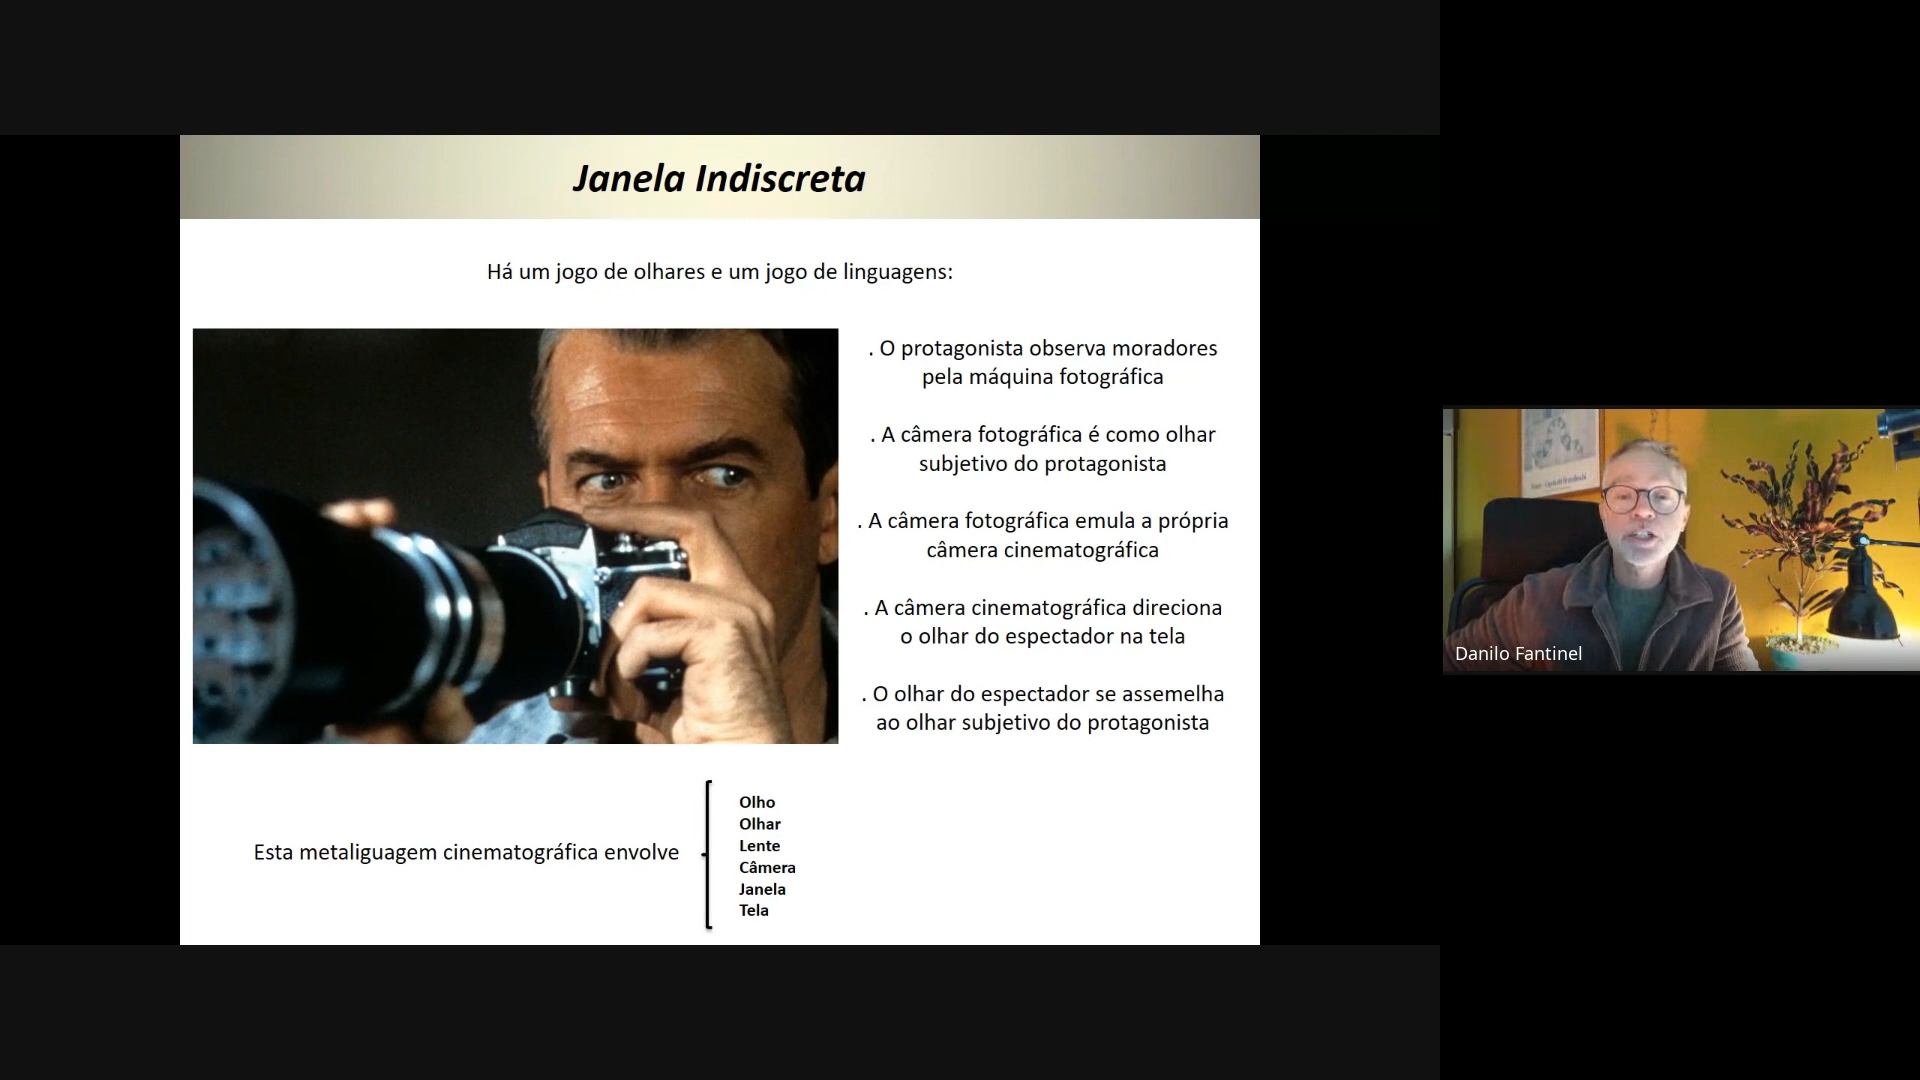 Janela Indiscreta
Há um jogo de olhares e um jogo de linguagens:
. O protagonista observa moradores
pela máquina fotográfica
. A câmera fotográfica é como olhar
subjetivo do protagonista
. A câmera fotográfica emula a própria
câmera cinematográfica
. A câmera cinematográfica direciona
o olhar do espectador na tela
. O olhar do espectador se assemelha
ao olhar subjetivo do protagonista
Esta metaliguagem cinematográfica envolve
Olho
Olhar
Lente
Câmera
Janela
Tela
Danilo Fantinel